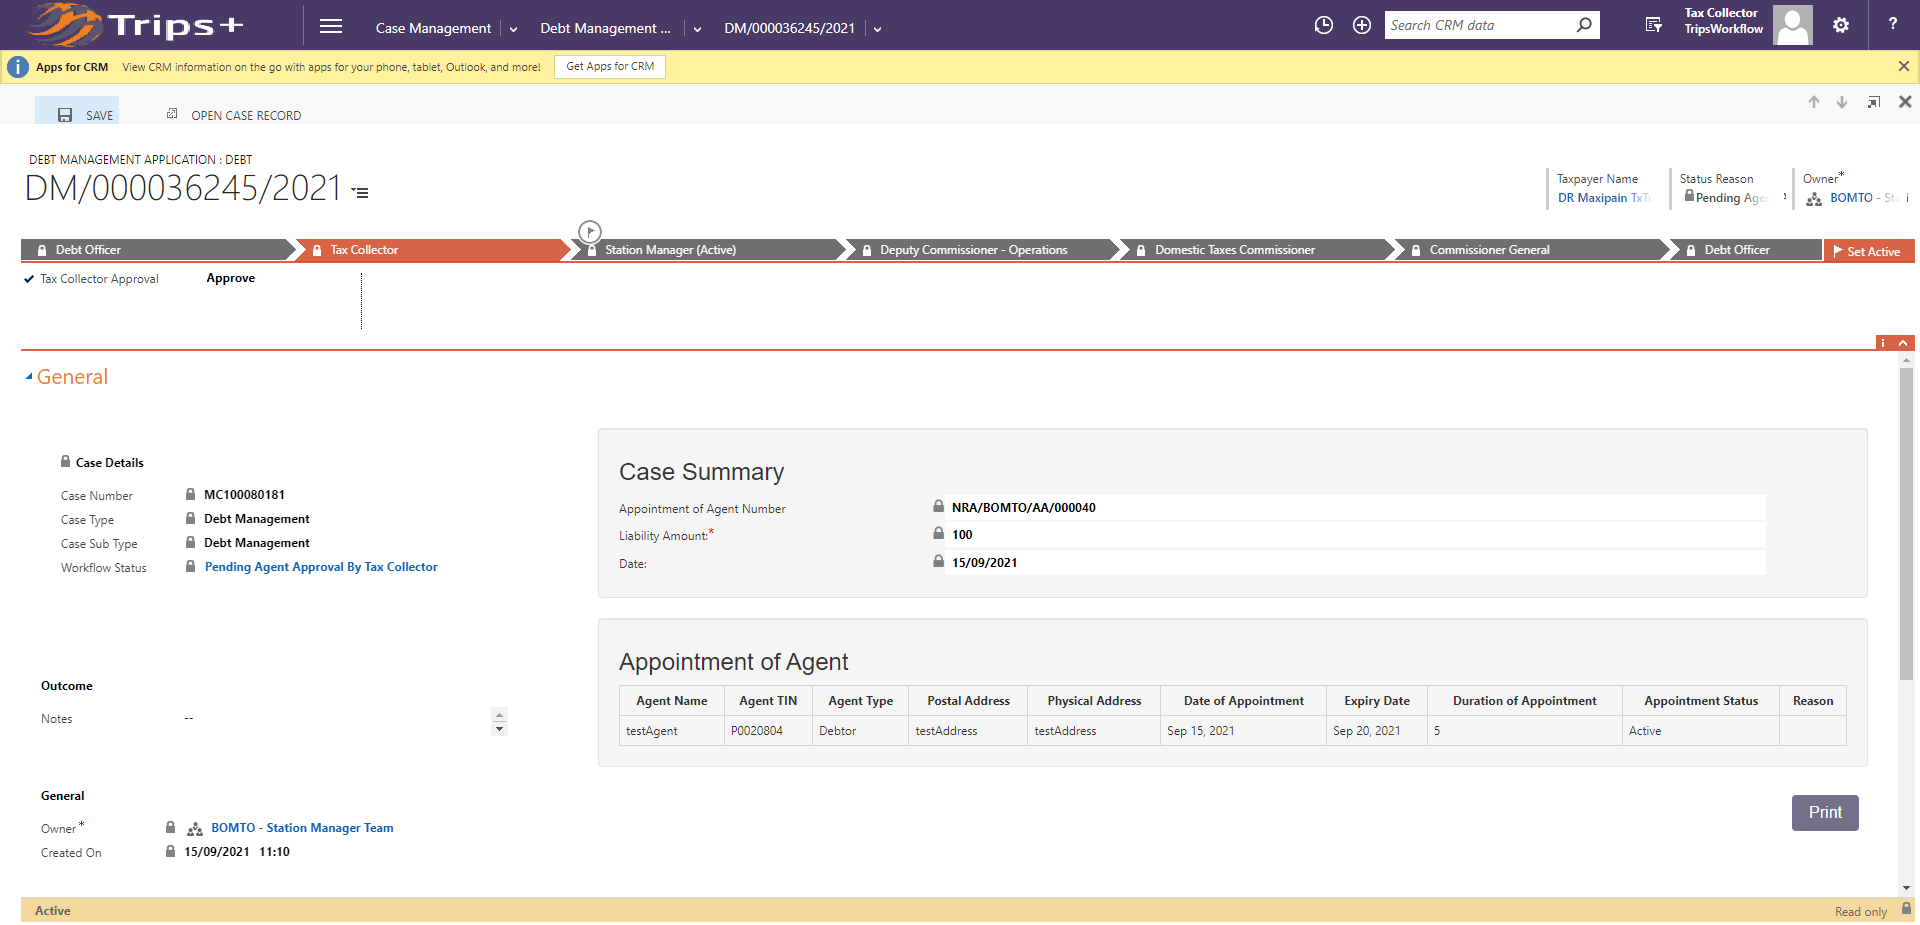 Trips+
Case Management
Debt Management ...
DM/000036245/2021
Search CRM data
Tax Collector
TripsWorkflow
?
Apps for CRM View CRM information on the go with apps for your phone, tablet, Outlook, and more! Get Apps for CRM
SAVE
OPEN CASE RECORD
DEBT MANAGEMENT APPLICATION : DEBT
DM/000036245/2021
Taxpayer Name
DR Maxipain TxTu
Status Reason
Pending Agen
Owner*
BOMTO - Sta
Debt Officer
Tax Collector
Station Manager (Active)
Deputy Commissioner - Operations
Domestic Taxes Commissioner
Commissioner General
Debt Officer
Set Active
Tax Collector Approval Approve
General
Case Details
Case Number MC100080181
Case Type Debt Management
Case Sub Type Debt Management
Workflow Status Pending Agent Approval By Tax Collector
Outcome
Notes --
General
Owner* BOMTO - Station Manager Team
Created On 15/09/2021 11:10
Case Summary
Appointment of Agent Number NRA/BOMTO/AA/000040
Liability Amount:* 100
Date: 15/09/2021
Appointment of Agent
Agent Name Agent TIN Agent Type Postal Address Physical Address Date of Appointment Expiry Date Duration of Appointment Appointment Status Reason
testAgent P0020804 Debtor testAddress testAddress Sep 15, 2021 Sep 20, 2021 5 Active
Print
Active
Read only